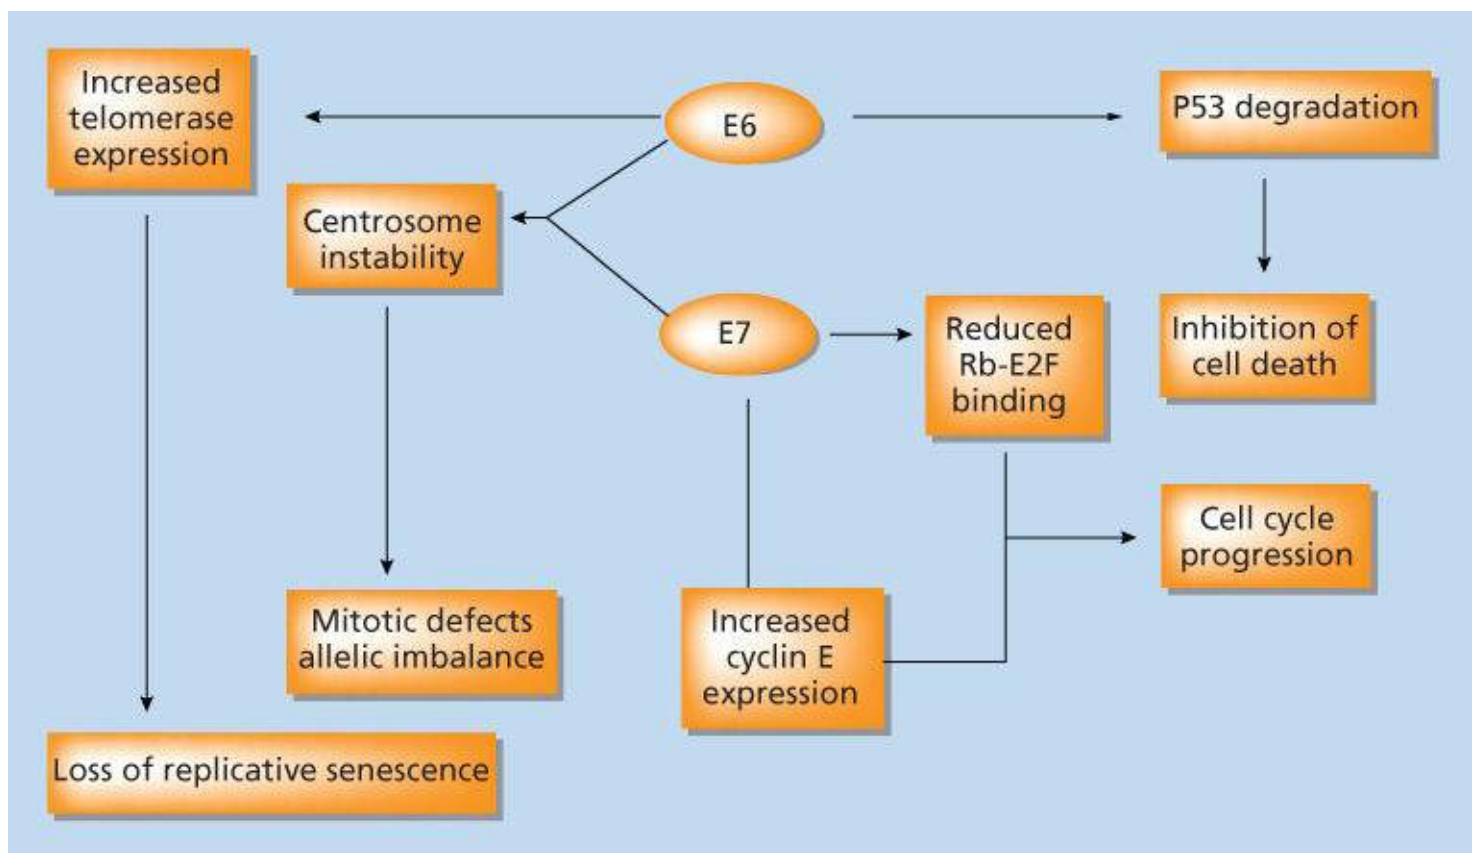 Increased
telomerase
expression
E6
P53 degradation
Centrosome
instability
E7
Reduced
Rb-E2F
binding
Inhibition of
cell death
Cell cycle
progression
Mitotic defects
allelic imbalance
Increased
cyclin E
expression
Loss of replicative senescence